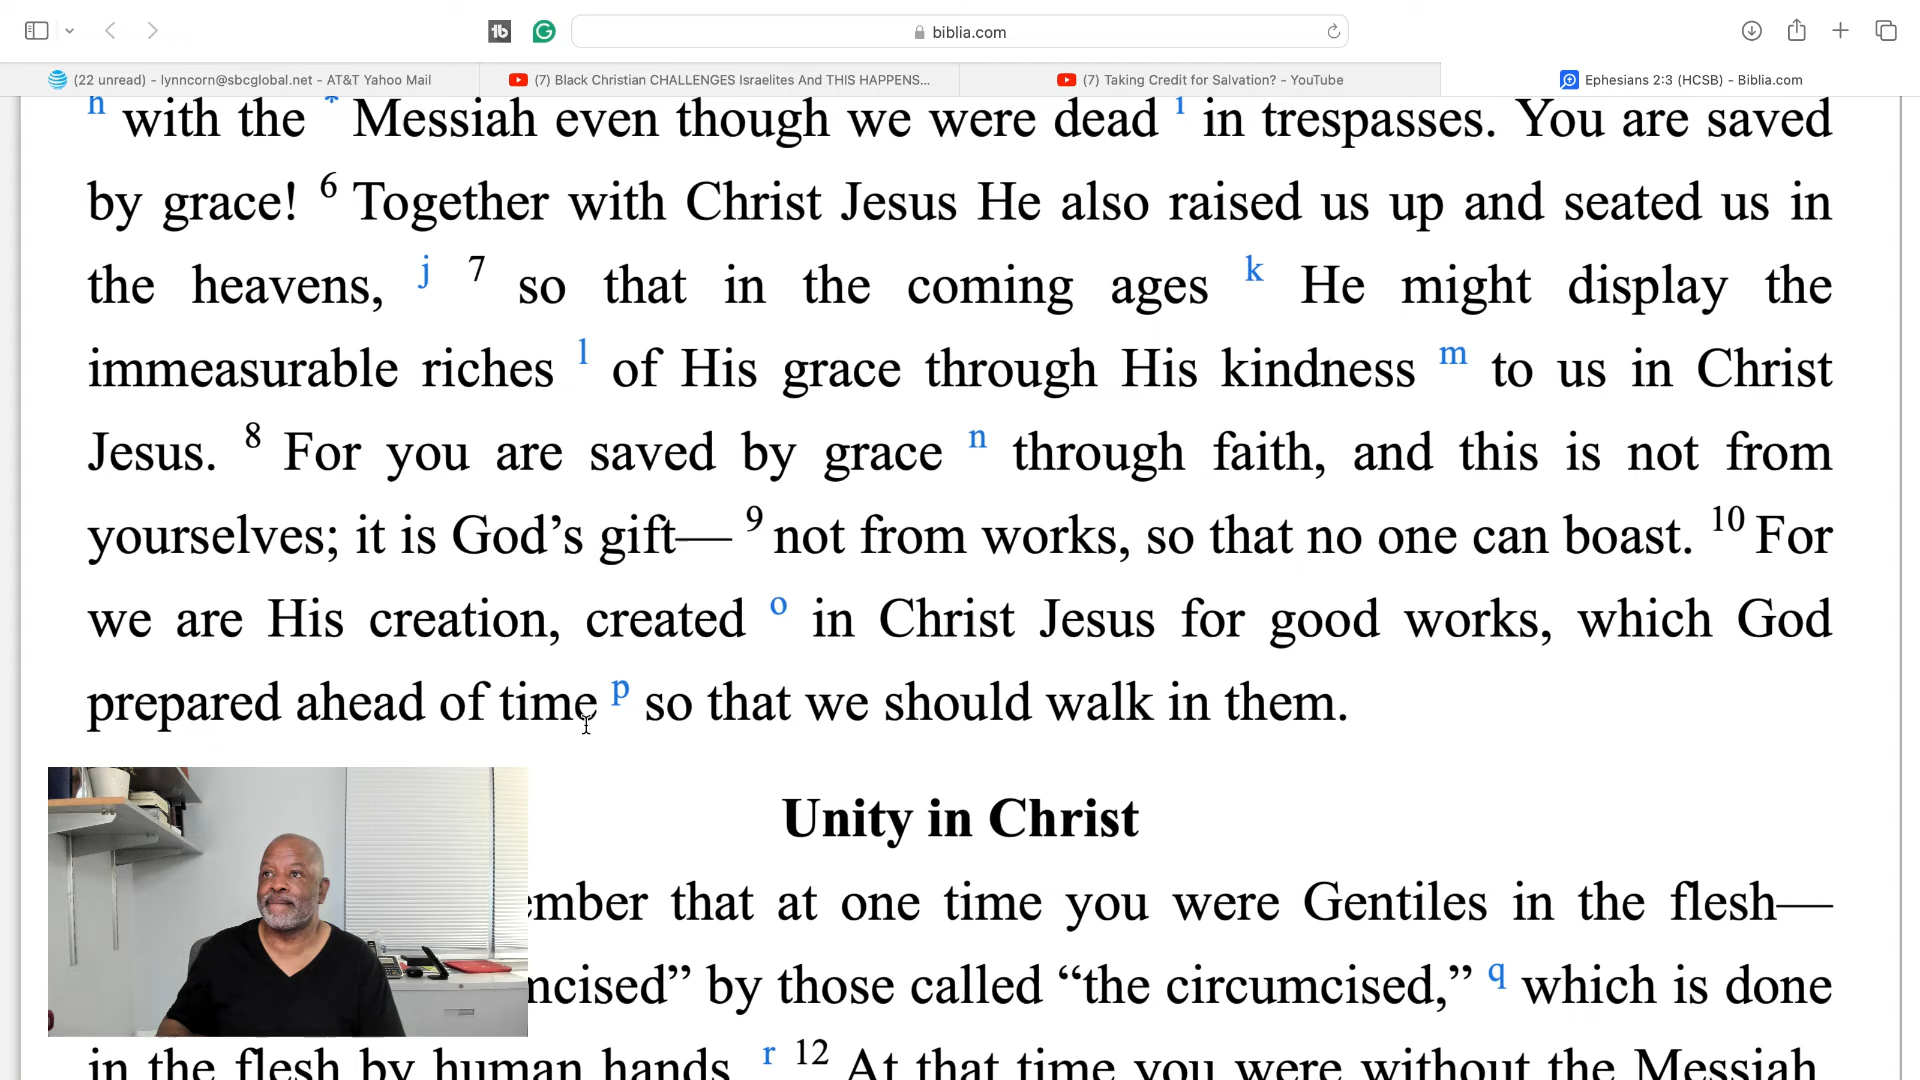 biblia.com
(22 unread) - lynncorn@sbcglobal.net - AT&T Yahoo Mail
(7) Black Christian CHALLENGES Israelites And THIS HAPPENS...
(7) Taking Credit for Salvation? - YouTube
Ephesians 2:3 (HCSB) - Biblia.com
h with the * Messiah even though we were dead i in trespasses. You are saved
by grace! 6 Together with Christ Jesus He also raised us up and seated us in
the heavens, j 7 so that in the coming ages k He might display the
immeasurable riches l of His grace through His kindness m to us in Christ
Jesus. 8 For you are saved by grace n through faith, and this is not from
yourselves; it is God’s gift— 9 not from works, so that no one can boast. 10 For
we are His creation, created o in Christ Jesus for good works, which God
prepared ahead of time p so that we should walk in them.
Unity in Christ
ember that at one time you were Gentiles in the flesh—
mcised” by those called “the circumcised,” q which is done
in the flesh by human hands. r 12 At that time you were without the Messiah,